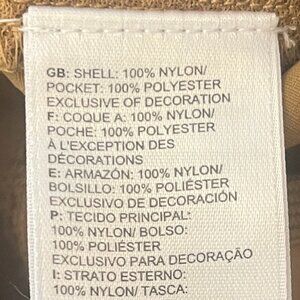 GB: SHELL: 100% NYLON/
POCKET: 100% POLYESTER
EXCLUSIVE OF DECORATION
F: COQUE A: 100% NYLON/
POCHE: 100% POLYESTER
À L'EXCEPTION DES
DÉCORATIONS
E: ARMAZÓN: 100% NYLON/
BOLSILLO: 100% POLIÉSTER
EXCLUSIVO DE DECORACIÓN
P: TECIDO PRINCIPAL:
100% NYLON/ BOLSO:
100% POLIÉSTER
EXCLUSIVO PARA DECORAÇÃO
I: STRATO ESTERNO:
100% NYLON/ TASCA: